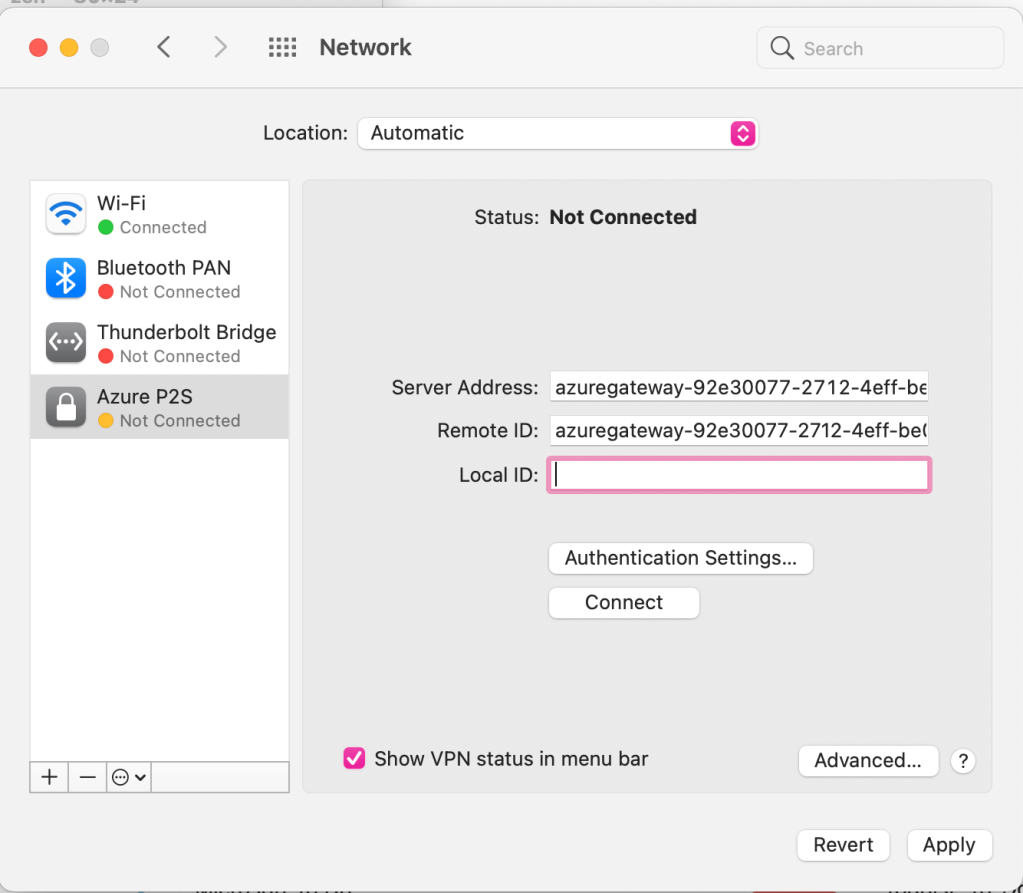 Network
Search
Location: Automatic
Wi-Fi
Connected
Bluetooth PAN
Not Connected
Thunderbolt Bridge
Not Connected
Azure P2S
Not Connected
Status: Not Connected
Server Address: azuregateway-92e30077-2712-4eff-be
Remote ID: azuregateway-92e30077-2712-4eff-be
Local ID:
Authentication Settings...
Connect
Show VPN status in menu bar
Advanced...
?
Revert
Apply